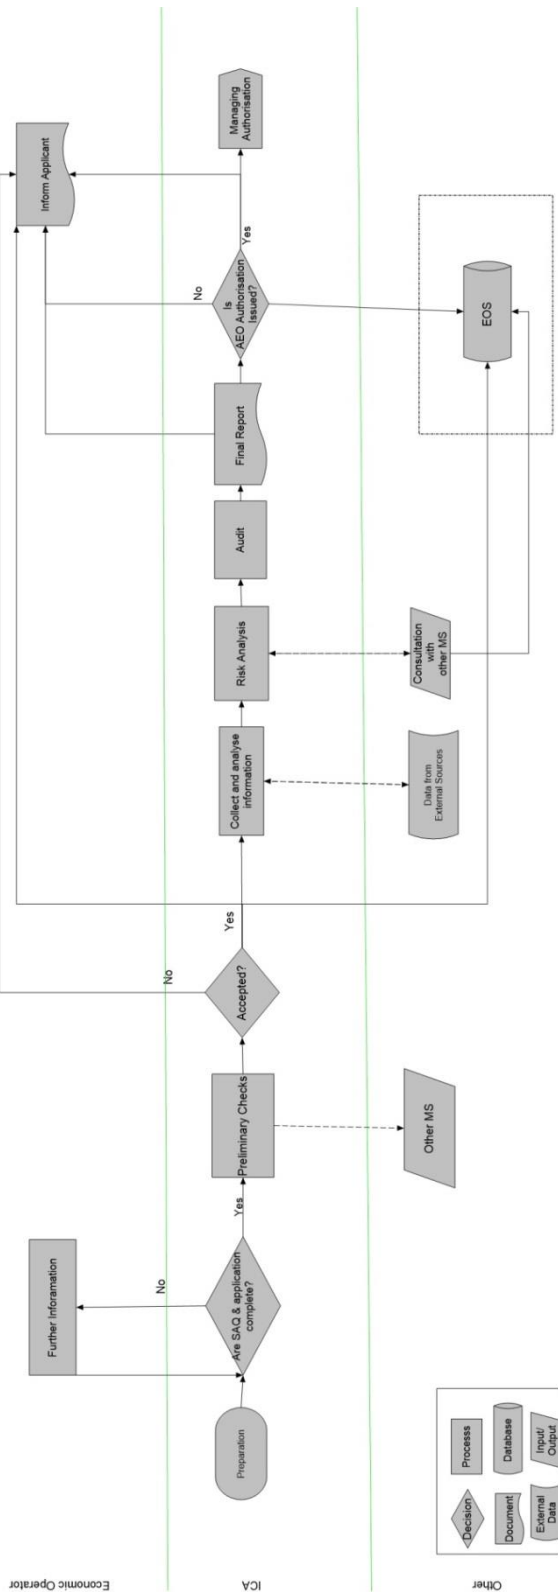 Economic Operator
ICA
Other
Preparation
Are SAQ & application
complete?
No
Further Inforamation
Yes
Preliminary Checks
Other MS
Accepted?
No
Yes
Collect and analyse
information
Data from
External Sources
Risk Analysis
Consultation
with
other MS
Audit
Final Report
Is
AEO Authorisation
Issued?
No
Yes
Inform Applicant
Managing
Authorisation
EOS
Decision
Processs
Document
Database
External
Data
Input/
Output